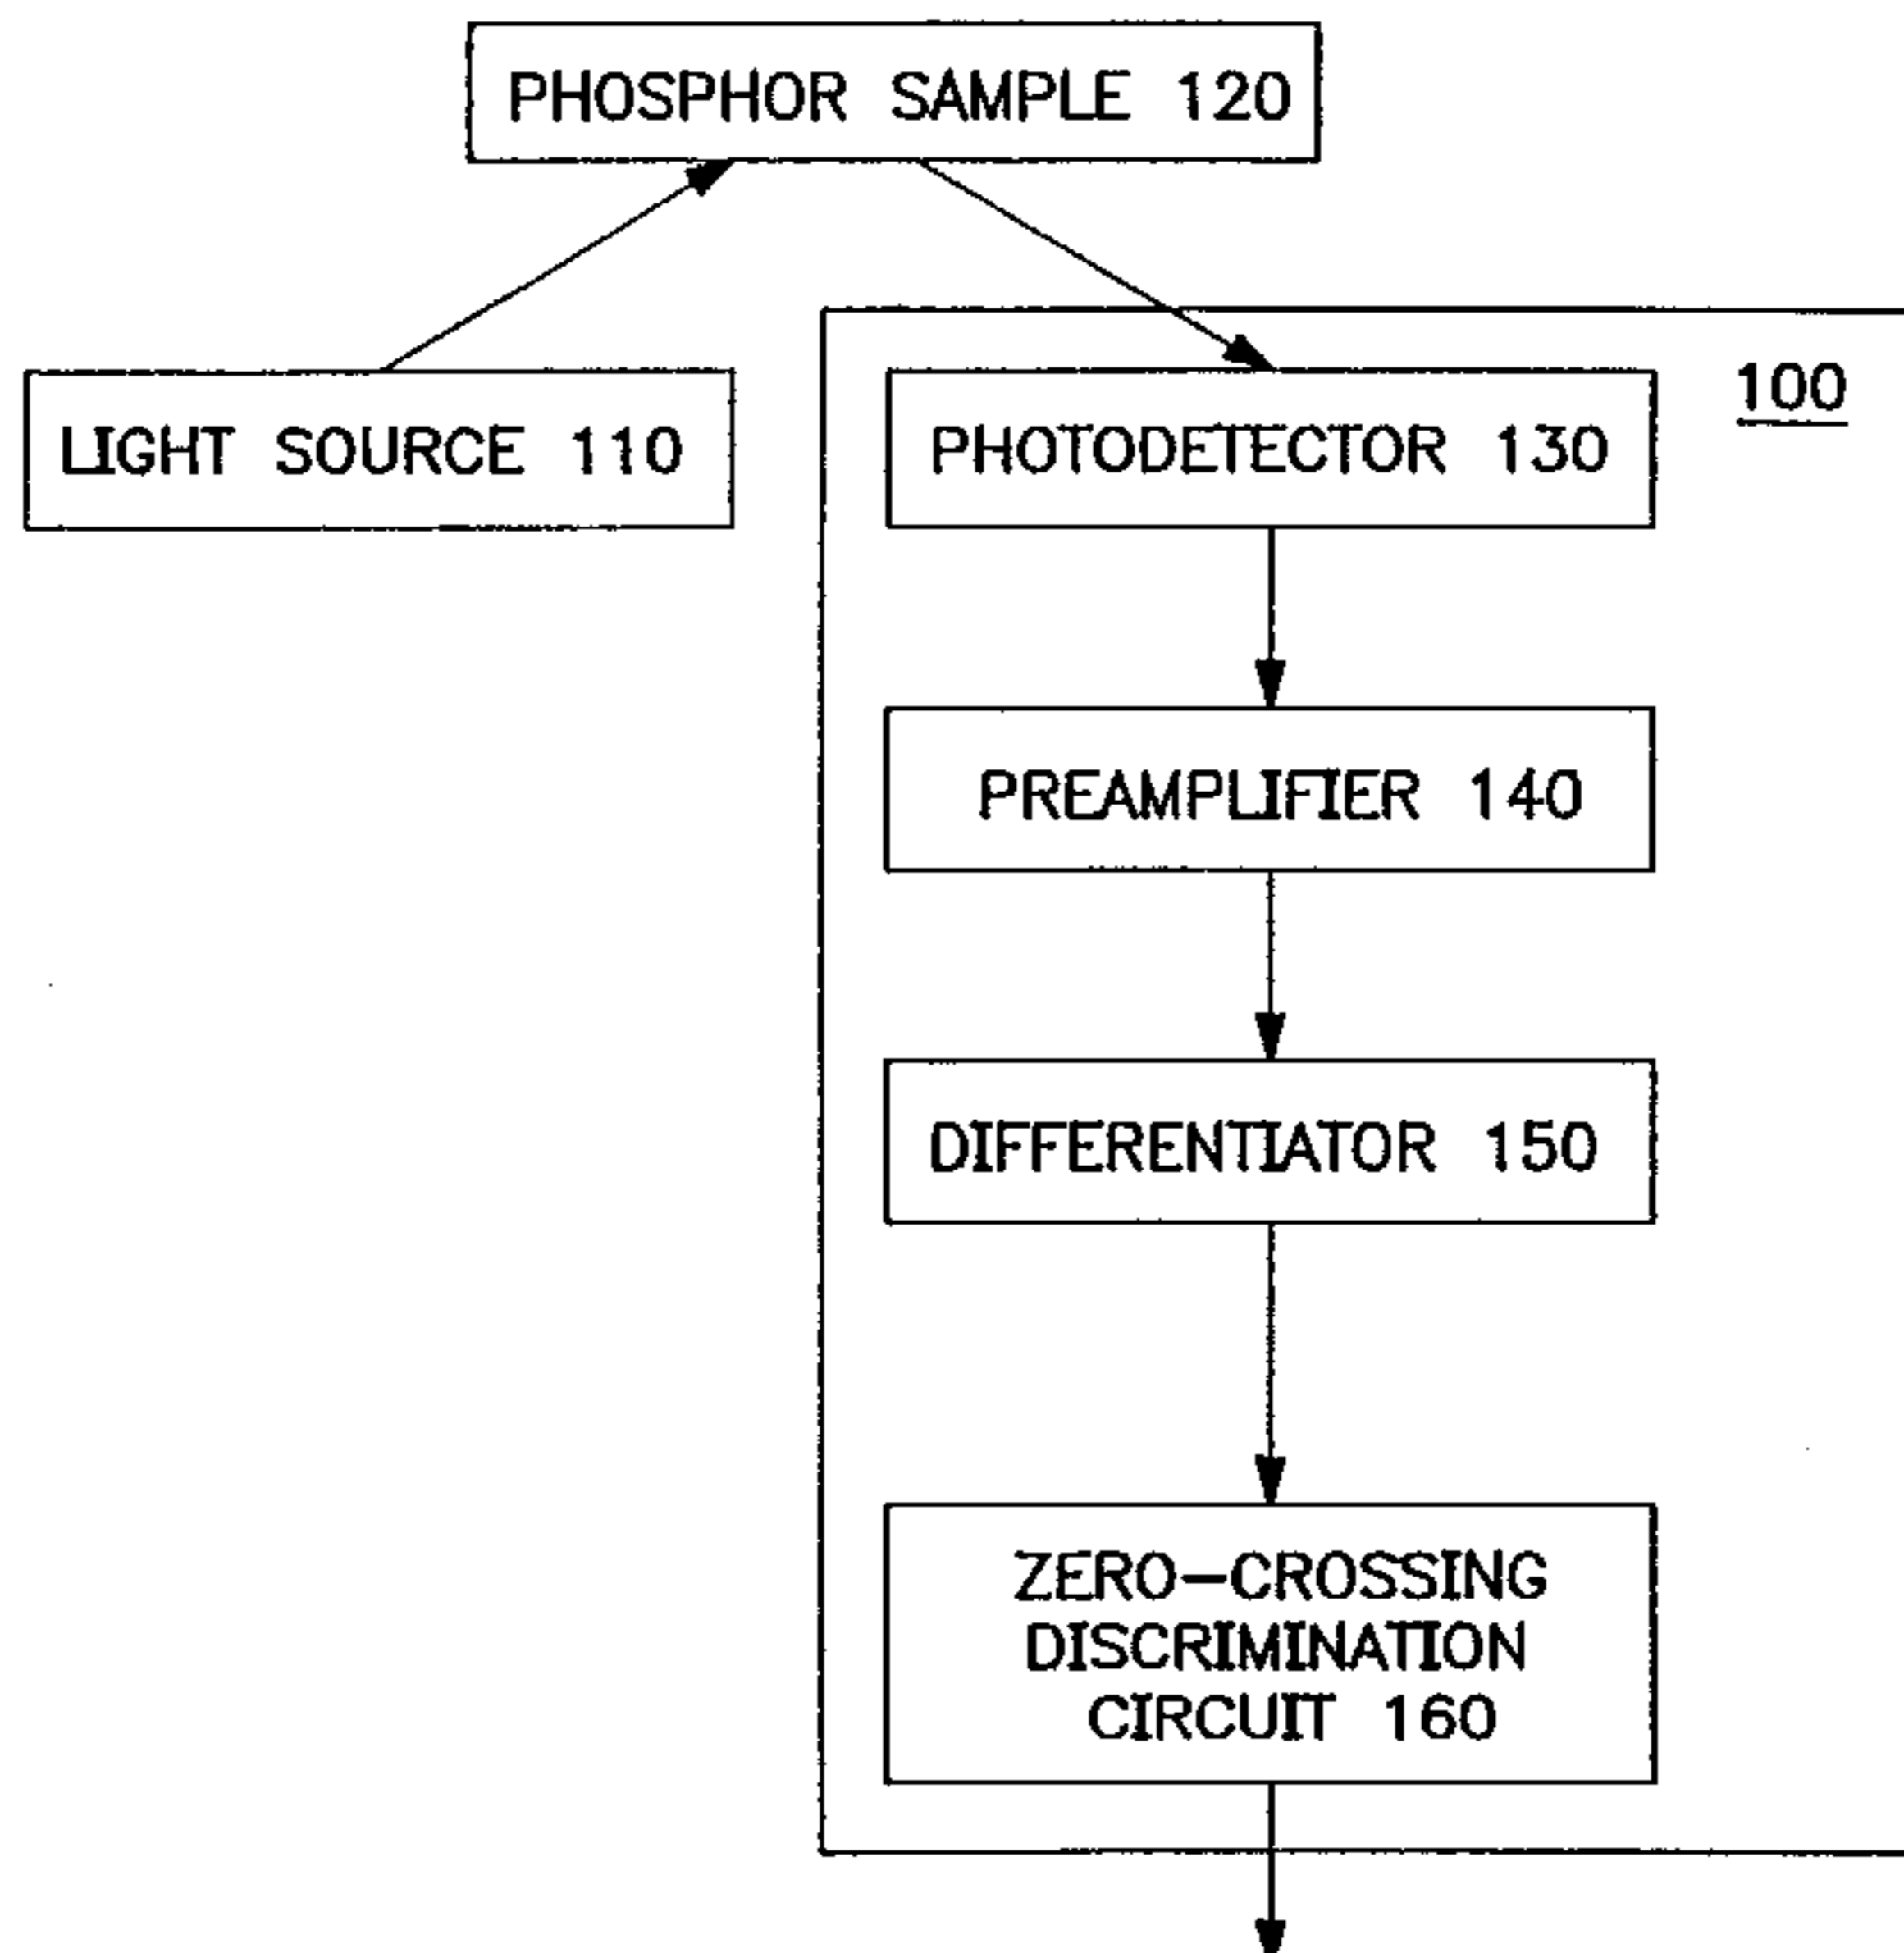 PHOSPHOR SAMPLE 120
LIGHT SOURCE 110
PHOTODETECTOR 130
100
PREAMPLIFIER 140
DIFFERENTIATOR 150
ZERO-CROSSING
DISCRIMINATION
CIRCUIT 160